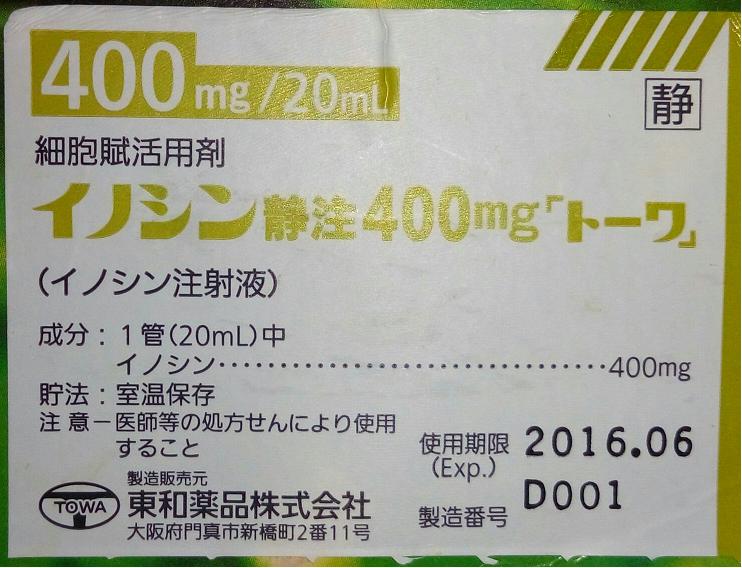 400mg/20mL
静
細胞賦活用剤
イノシン静注400mg「トーワ」
(イノシン注射液)
成分：１管(20mL)中
イノシン‥‥‥‥‥‥‥‥‥‥‥‥‥‥‥‥400mg
貯法：室温保存
注意－医師等の処方せんにより使用
すること
使用期限 2016.06
(Exp.)
製造番号 D001
製造販売元
TOWA 東和薬品株式会社
大阪府門真市新橋町2番11号